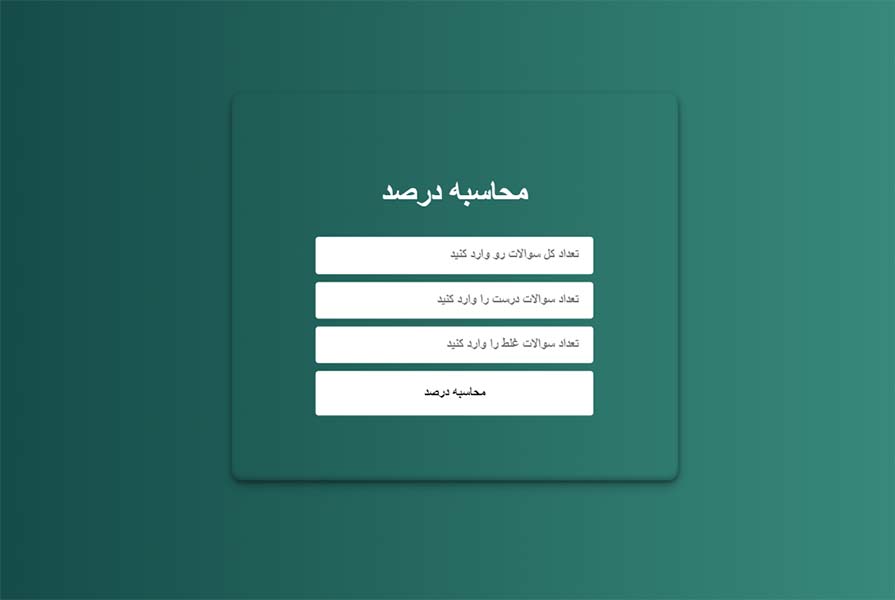 محاسبه درصد
تعداد کل سوالات رو وارد کنید
تعداد سوالات درست را وارد کنید
تعداد سوالات غلط را وارد کنید
محاسبه درصد